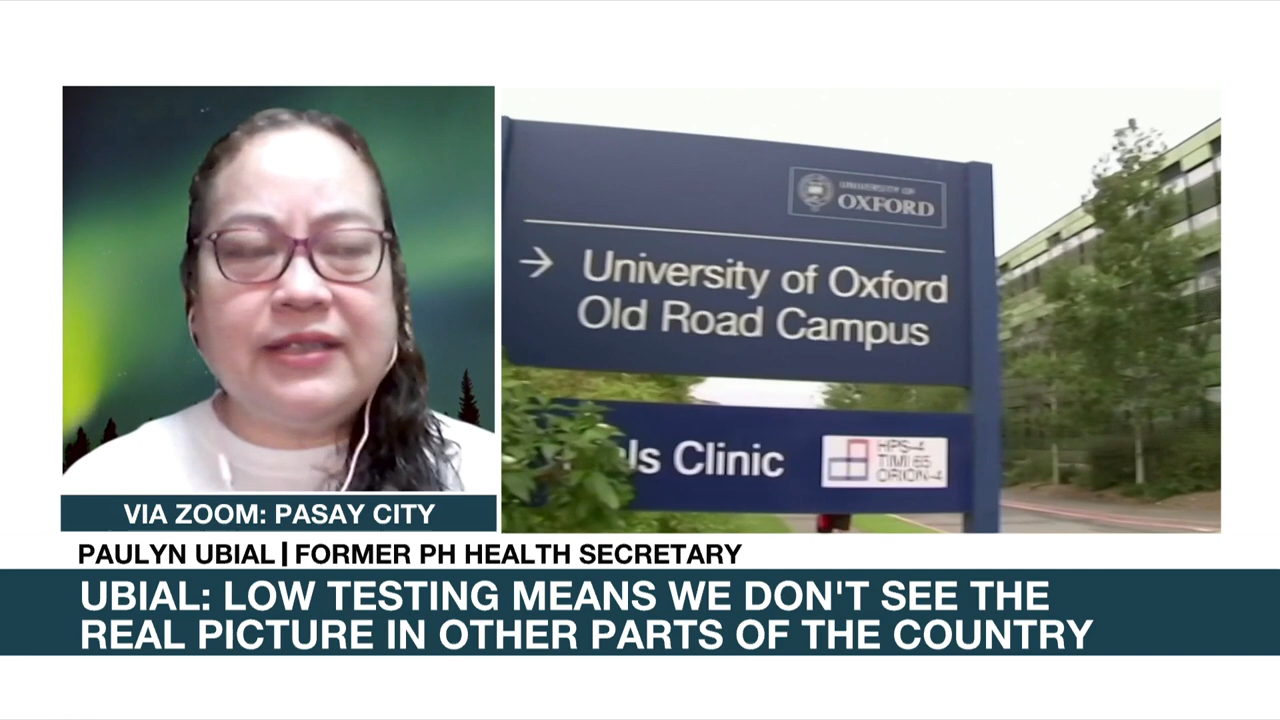 UNIVERSITY OF
OXFORD
→ University of Oxford
Old Road Campus
ls Clinic
HPS-4
TIMI 65
ORION-4
VIA ZOOM: PASAY CITY
PAULYN UBIAL | FORMER PH HEALTH SECRETARY
UBIAL: LOW TESTING MEANS WE DON'T SEE THE
REAL PICTURE IN OTHER PARTS OF THE COUNTRY